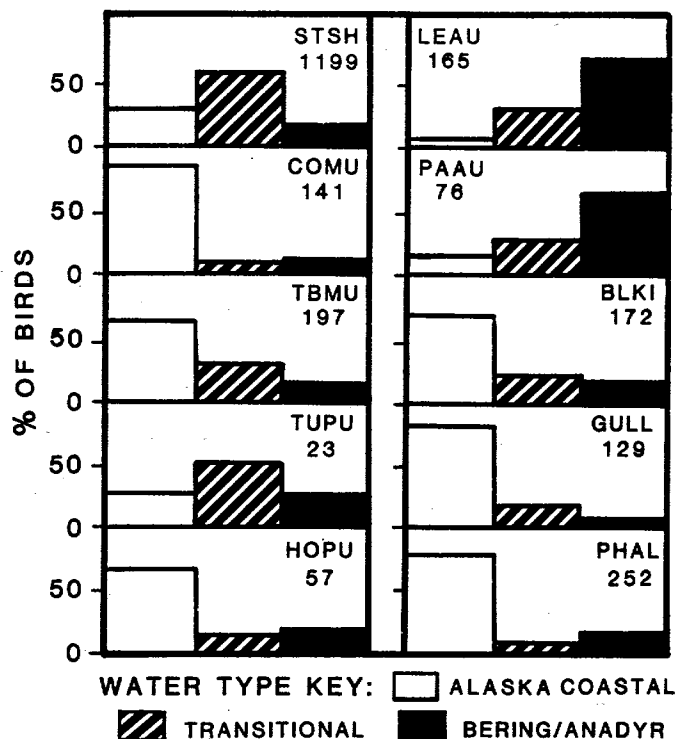 STSH
1199
LEAU
165
50
0
COMU
141
PAAU
76
50
0
TBMU
197
BLKI
172
50
0
TUPU
23
GULL
129
50
0
HOPU
57
PHAL
252
50
0
% OF BIRDS
WATER TYPE KEY: ALASKA COASTAL
TRANSITIONAL BERING/ANADYR